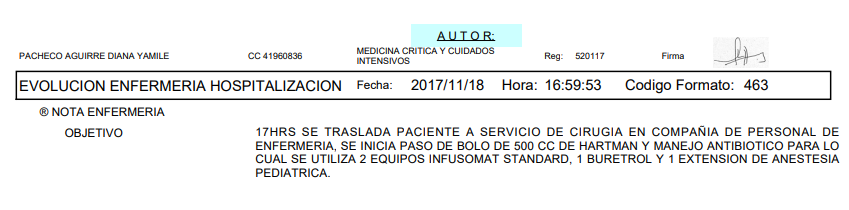 A U T O R:
PACHECO AGUIRRE DIANA YAMILE CC 41960836 MEDICINA CRITICA Y CUIDADOS INTENSIVOS Reg: 520117 Firma
EVOLUCION ENFERMERIA HOSPITALIZACION Fecha: 2017/11/18 Hora: 16:59:53 Codigo Formato: 463
® NOTA ENFERMERIA
OBJETIVO 17HRS SE TRASLADA PACIENTE A SERVICIO DE CIRUGIA EN COMPAÑIA DE PERSONAL DE
ENFERMERIA, SE INICIA PASO DE BOLO DE 500 CC DE HARTMAN Y MANEJO ANTIBIOTICO PARA LO
CUAL SE UTILIZA 2 EQUIPOS INFUSOMAT STANDARD, 1 BURETROL Y 1 EXTENSION DE ANESTESIA
PEDIATRICA.